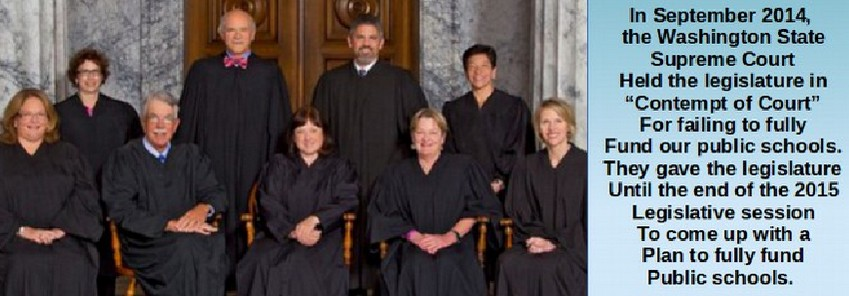 In September 2014,
the Washington State
Supreme Court
Held the legislature in
“Contempt of Court”
For failing to fully
Fund our public schools.
They gave the legislature
Until the end of the 2015
Legislative session
To come up with a
Plan to fully fund
Public schools.